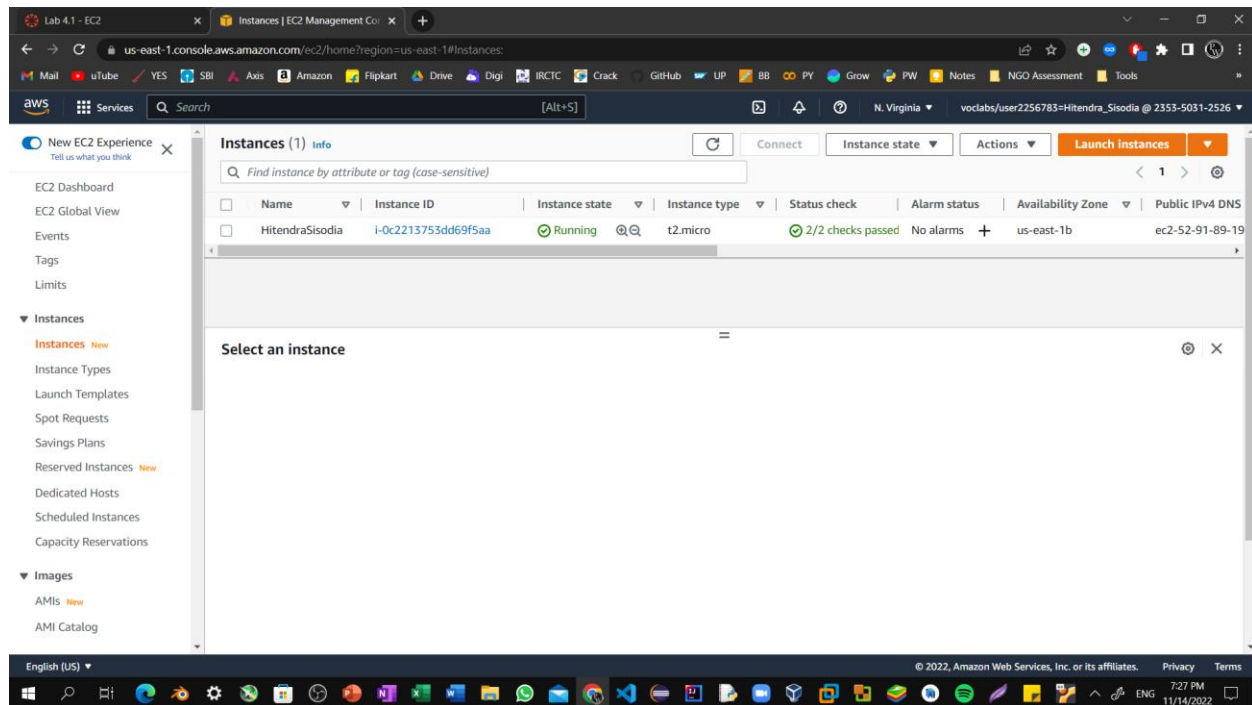 Lab 4.1 - EC2
Instances | EC2 Management Con
us-east-1.console.aws.amazon.com/ec2/home?region=us-east-1#Instances:
Mail uTube YES SBI Axis Amazon Flipkart Drive Digi IRCTC Crack GitHub UP BB PY Grow PW Notes NGO Assessment Tools »
aws Services Search [Alt+S] N. Virginia voclabs/user2256783=Hitendra_Sisodia @ 2353-5031-2526
New EC2 Experience
Tell us what you think
EC2 Dashboard
EC2 Global View
Events
Tags
Limits
Instances
Instances New
Instance Types
Launch Templates
Spot Requests
Savings Plans
Reserved Instances New
Dedicated Hosts
Scheduled Instances
Capacity Reservations
Images
AMIs New
AMI Catalog
Instances (1) Info Connect Instance state Actions Launch instances
Find instance by attribute or tag (case-sensitive) 1
Name Instance ID Instance state Instance type Status check Alarm status Availability Zone Public IPv4 DNS
HitendraSisodia i-0c2213753dd69f5aa Running t2.micro 2/2 checks passed No alarms + us-east-1b ec2-52-91-89-19
Select an instance
English (US) © 2022, Amazon Web Services, Inc. or its affiliates. Privacy Terms
ENG 7:27 PM
11/14/2022